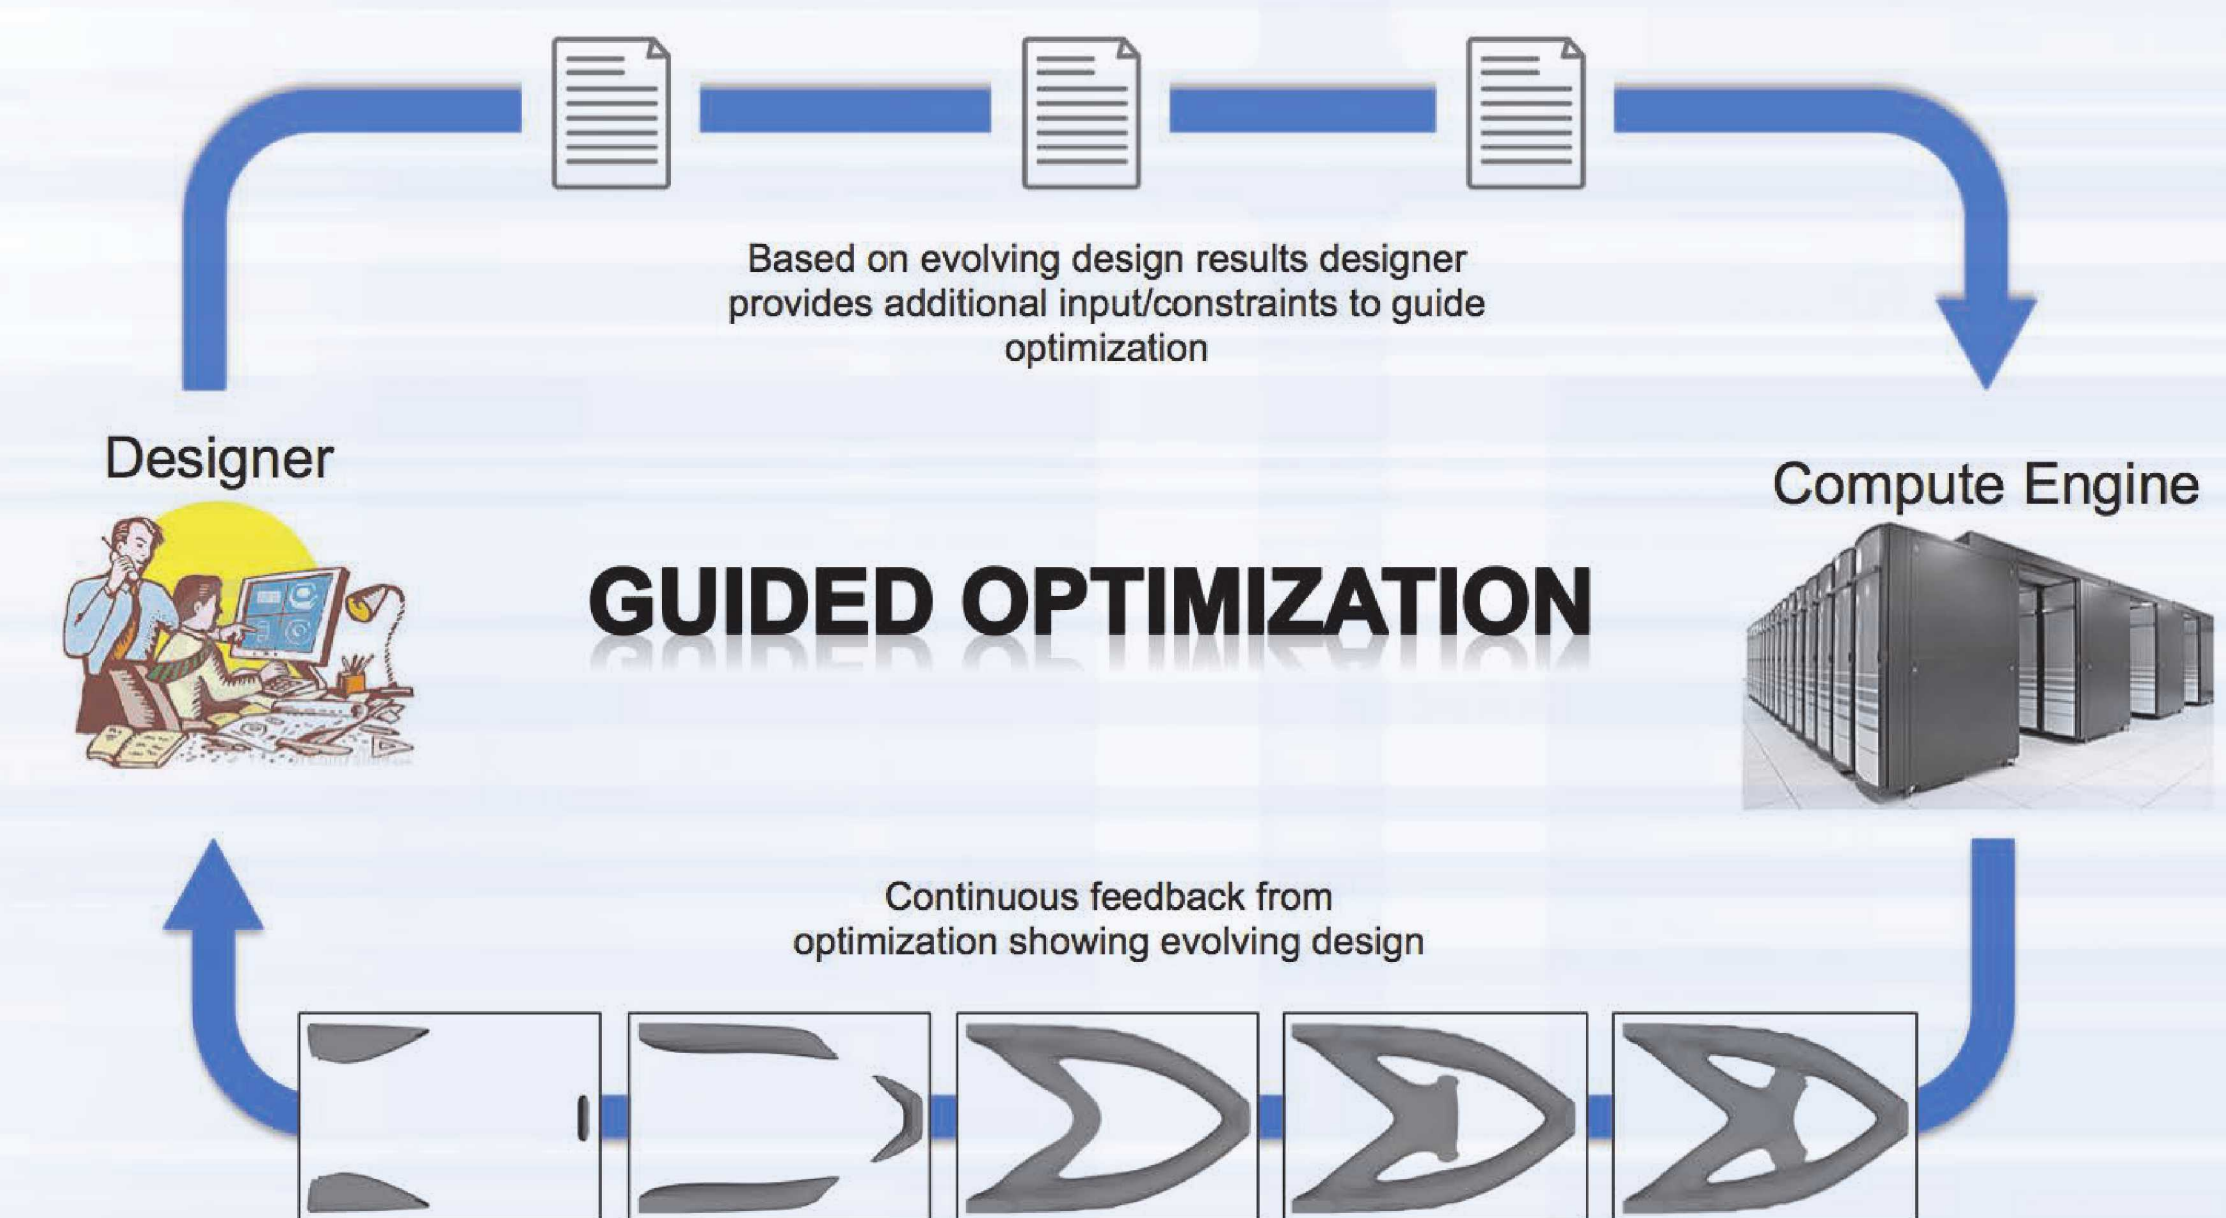 Based on evolving design results designer
provides additional input/constraints to guide
optimization
Designer
Compute Engine
GUIDED OPTIMIZATION
Continuous feedback from
optimization showing evolving design